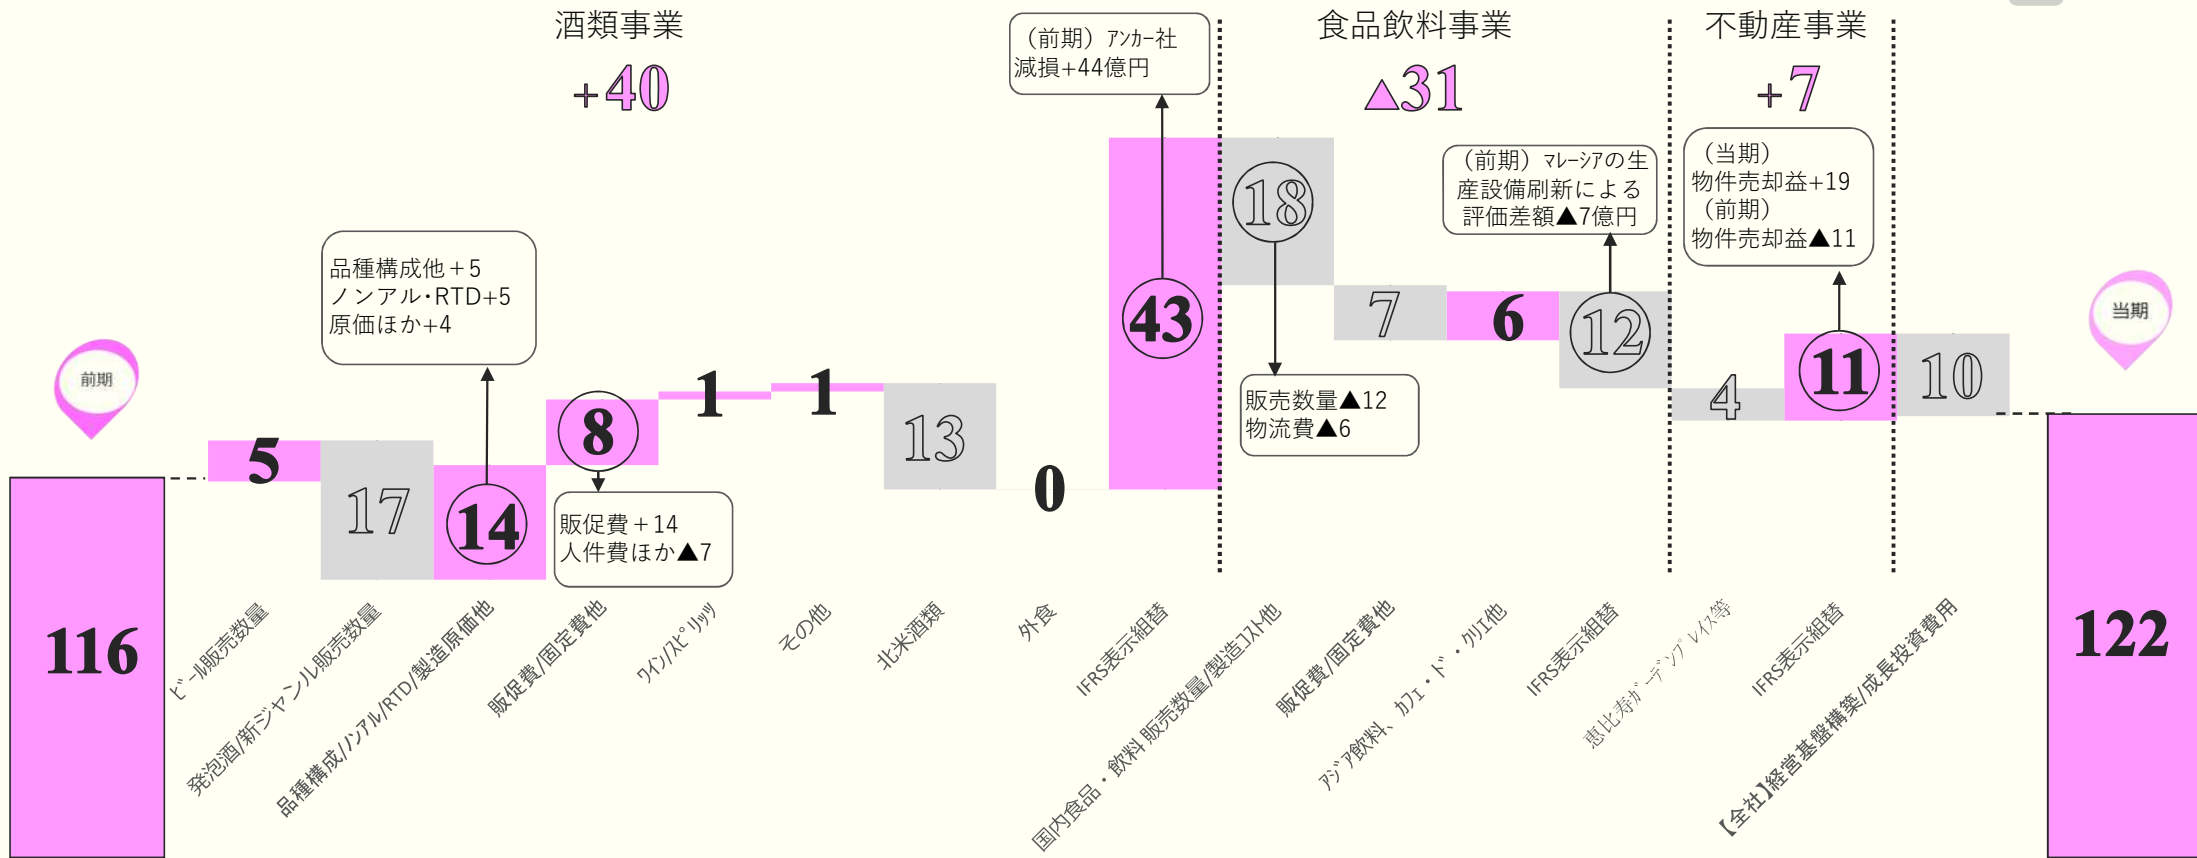 酒類事業
+40
食品飲料事業
▲31
不動産事業
+7
（前期）ｱﾝｶｰ社
減損+44億円
（前期）ﾏﾚｰｼｱの生
産設備刷新による
評価差額▲7億円
（当期）
物件売却益+19
（前期）
物件売却益▲11
品種構成他＋5
ノンアル･RTD+5
原価ほか+4
販促費＋14
人件費ほか▲7
販売数量▲12
物流費▲6
前期
当期
116
5
17
14
8
1
1
13
0
43
18
7
6
12
4
11
10
122
ﾋﾞｰﾙ販売数量
発泡酒/新ジャンル販売数量
品種構成/ﾉﾝｱﾙ/RTD/製造原価他
販促費/固定費他
ﾜｲﾝ/ｽﾋﾟﾘｯﾂ
その他
北米酒類
外食
IFRS表示組替
国内食品・飲料 販売数量/製造ｺｽﾄ他
販促費/固定費他
ｱｼﾞｱ飲料、ｶﾌｪ・ﾄﾞ・ｸﾘｴ他
IFRS表示組替
恵比寿ｶﾞｰﾃﾞﾝﾌﾟﾚｲｽ等
IFRS表示組替
【全社】経営基盤構築/成長投資費用